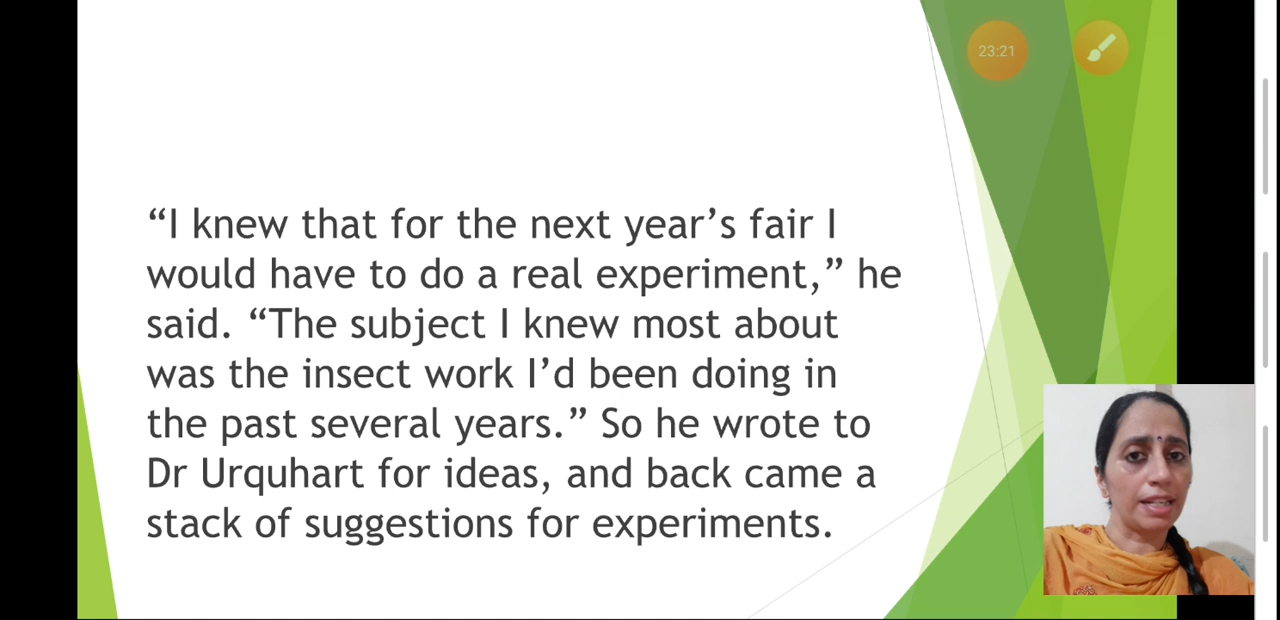 23:21
“I knew that for the next year’s fair I
would have to do a real experiment,” he
said. “The subject I knew most about
was the insect work I’d been doing in
the past several years.” So he wrote to
Dr Urquhart for ideas, and back came a
stack of suggestions for experiments.